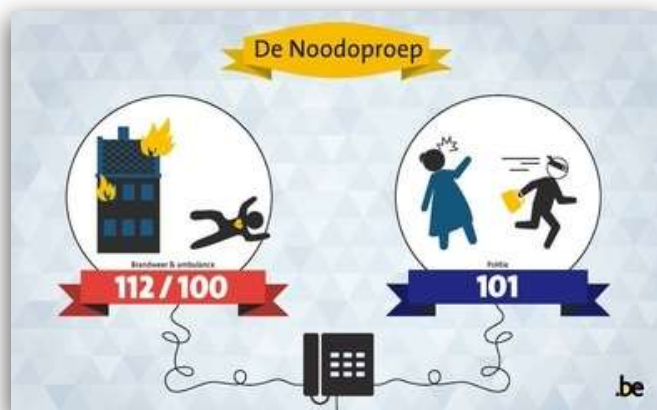 De Noodoproep
Brandweer & ambulance
112 / 100
Politie
101
.be